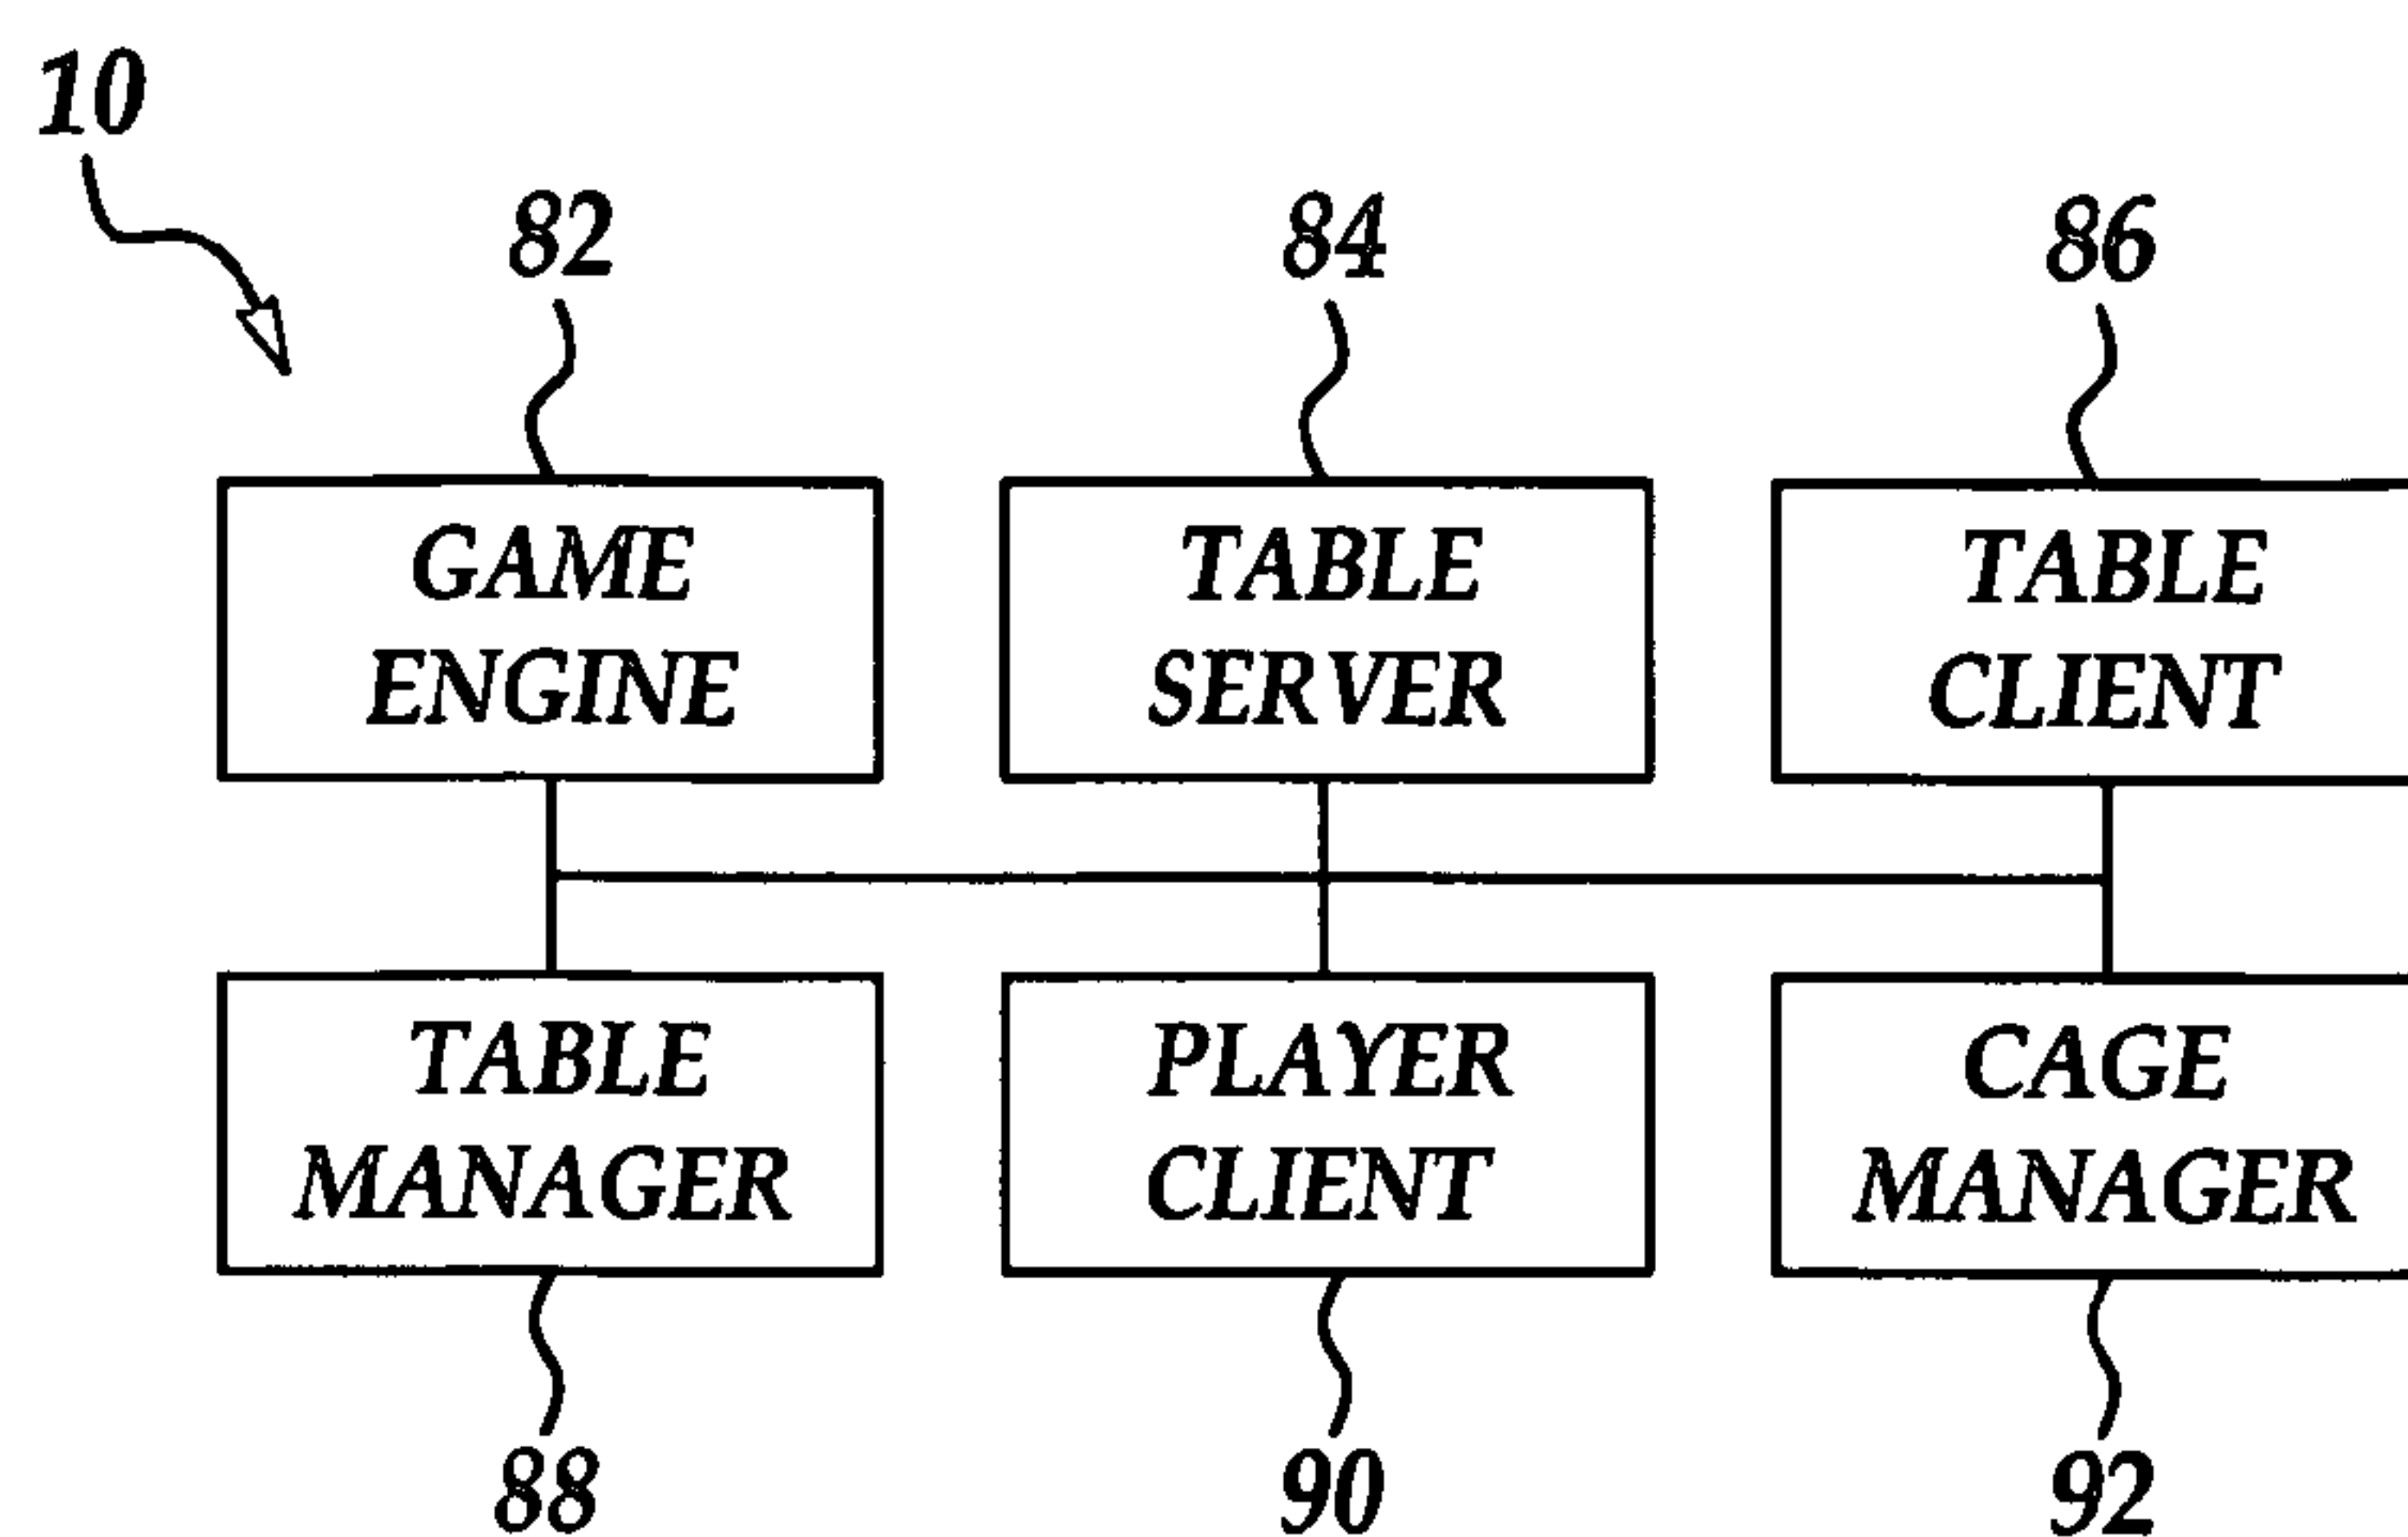 10
82
84
86
GAME
ENGINE
TABLE
SERVER
TABLE
CLIENT
TABLE
MANAGER
PLAYER
CLIENT
CAGE
MANAGER
88
90
92